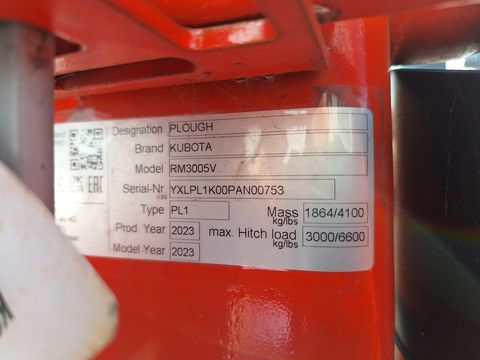 Designation PLOUGH
Brand KUBOTA
Model RM3005V
Serial-Nr. YXLPL1K00PAN00753
VIN
Type PL1 Mass 1864/4100
kg/lbs
Prod. Year 2023 max. Hitch load 3000/6600
kg/lbs
Model Year 2023
EAC